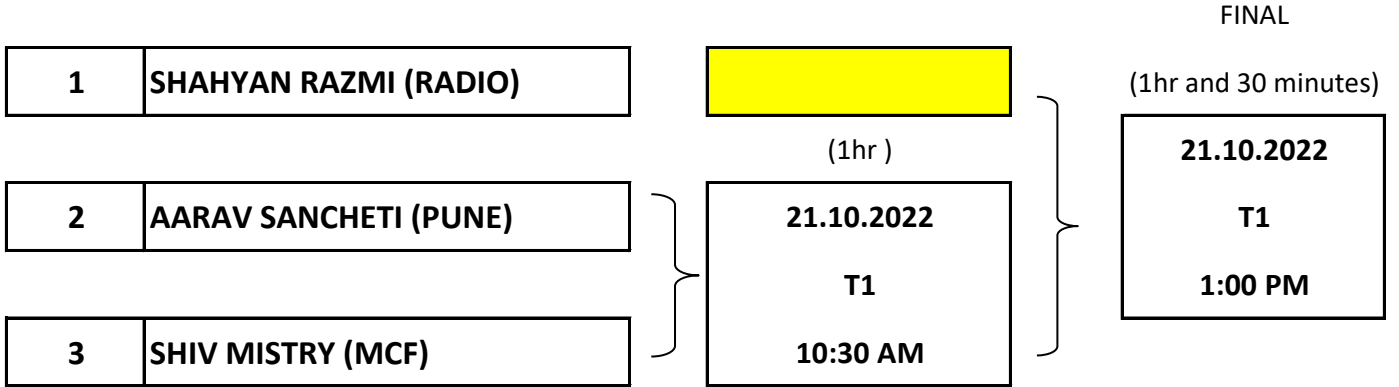 FINAL
1 SHAHYAN RAZMI (RADIO)
(1hr and 30 minutes)
(1hr )
21.10.2022
2 AARAV SANCHETI (PUNE)
21.10.2022
T1
T1
1:00 PM
3 SHIV MISTRY (MCF)
10:30 AM